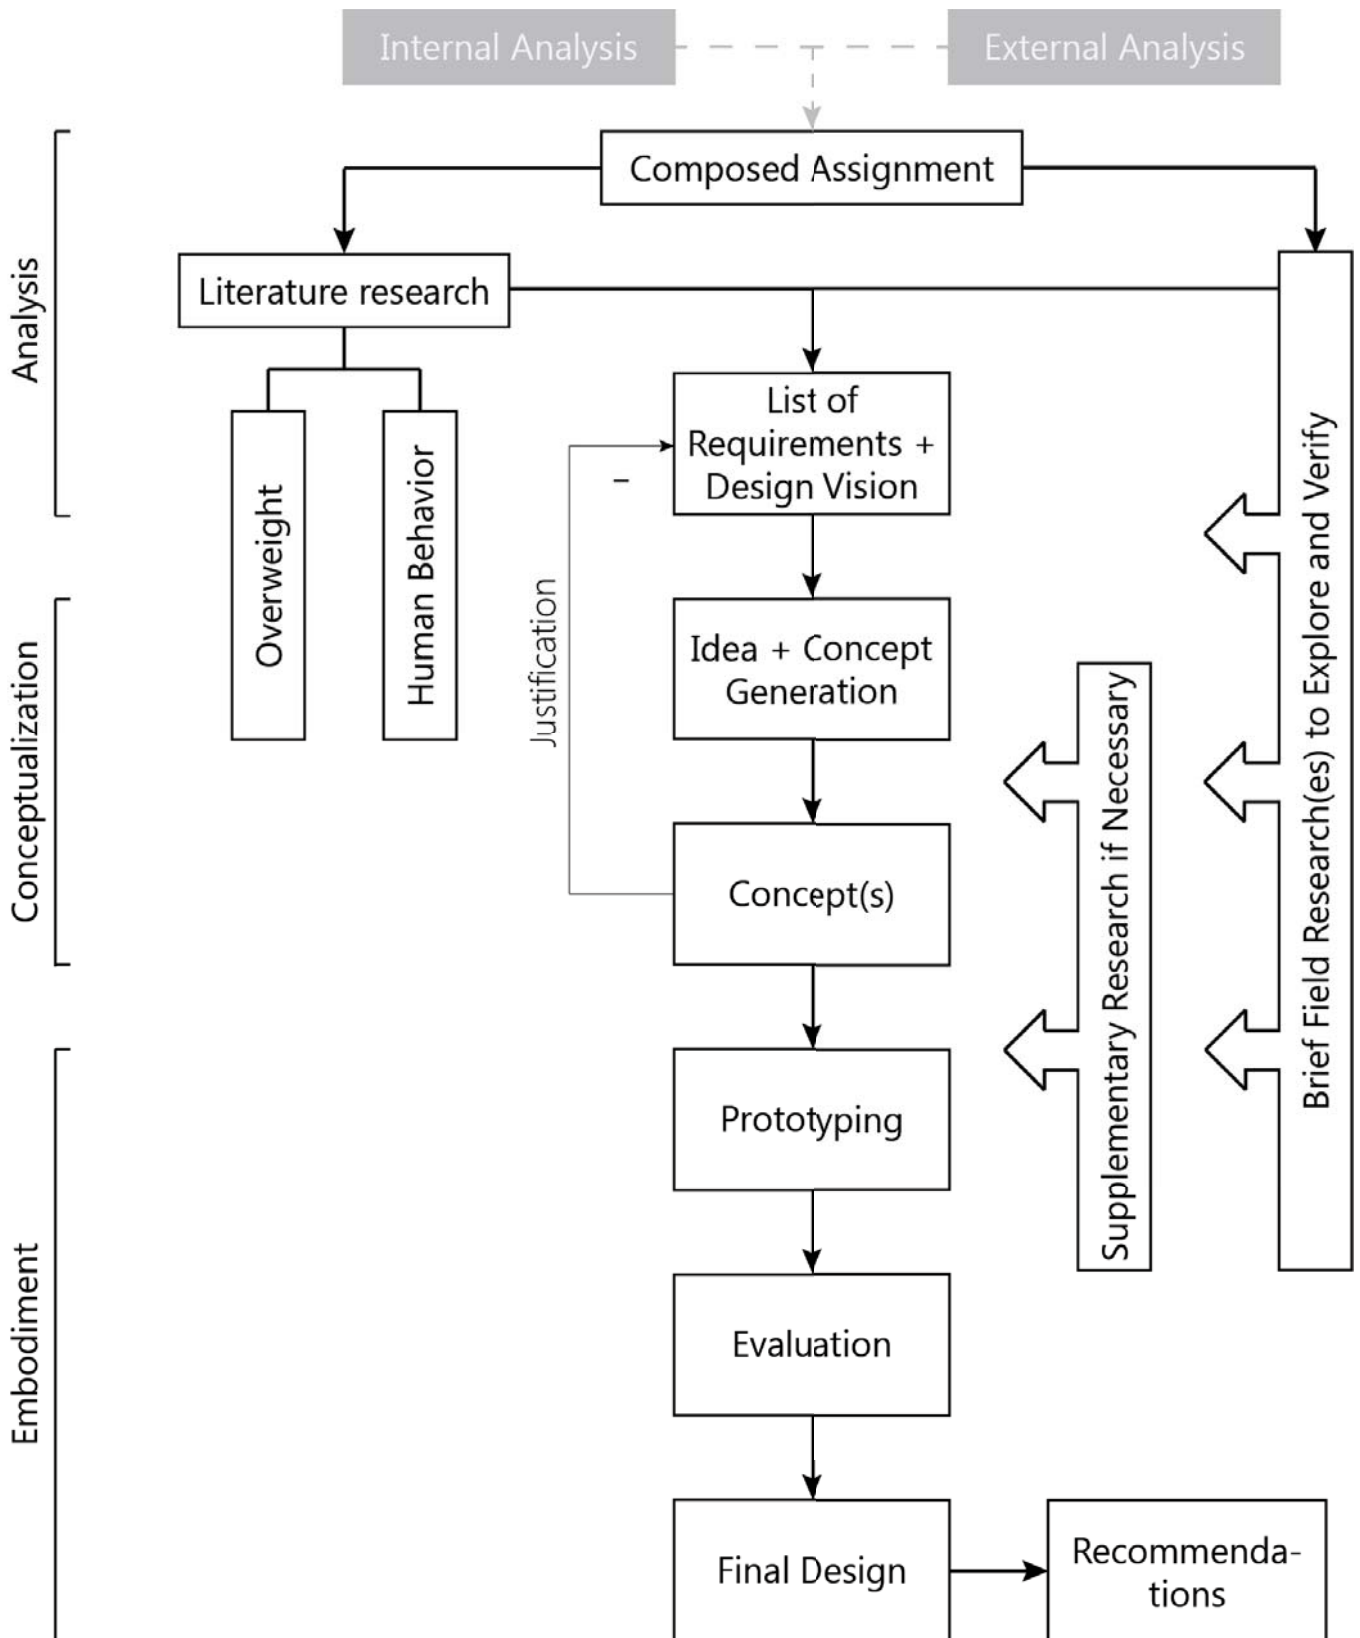 Internal Analysis
External Analysis
Composed Assignment
Analysis
Literature research
List of
Requirements +
Design Vision
Overweight
Human Behavior
–
Justification
Brief Field Research(es) to Explore and Verify
Conceptualization
Idea + Concept
Generation
Supplementary Research if Necessary
Concept(s)
Embodiment
Prototyping
Evaluation
Final Design
Recommenda-
tions